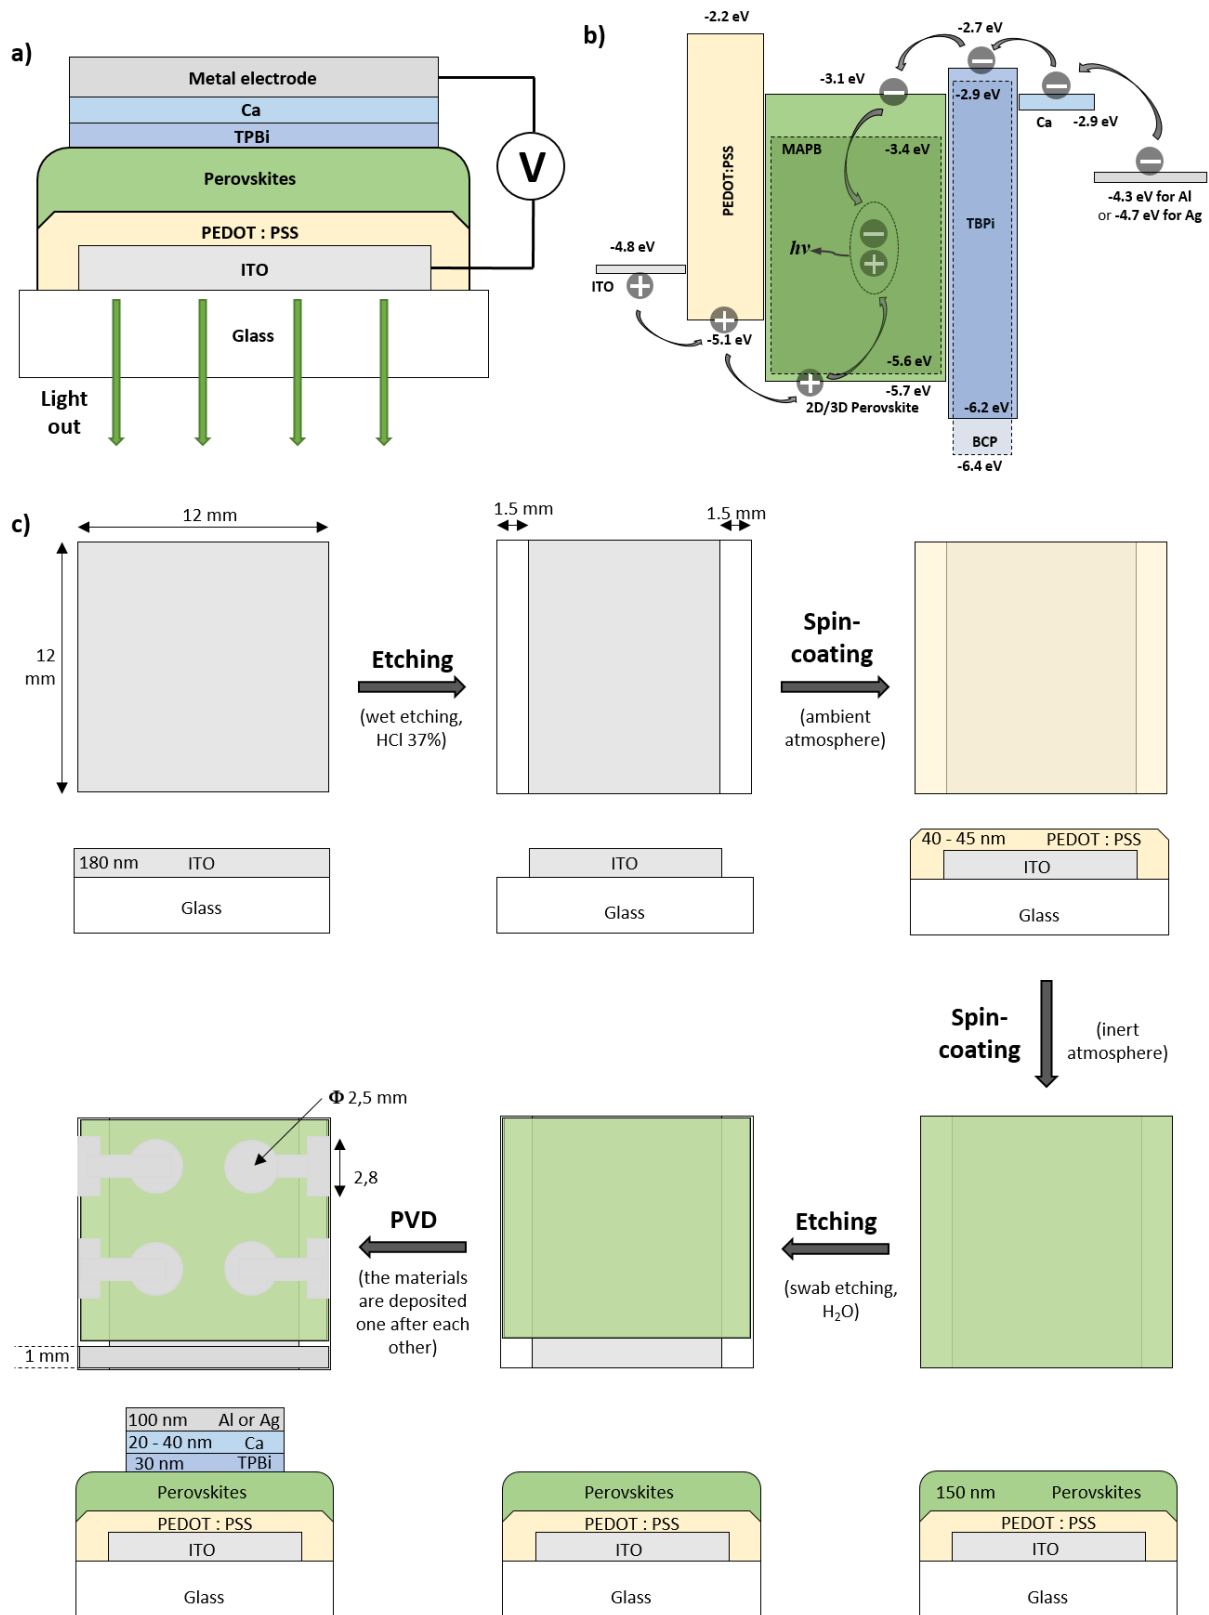 a)
Metal electrode
Ca
TPBi
Perovskites
PEDOT : PSS
ITO
Glass
V
Light
out
b)
-2.2 eV
-2.7 eV
-3.1 eV
-2.9 eV
Ca
-2.9 eV
MAPB
-3.4 eV
PEDOT:PSS
-4.3 eV for Al
or -4.7 eV for Ag
TBPi
-4.8 eV
hν
ITO
-5.1 eV
-5.6 eV
-5.7 eV
2D/3D Perovskite
-6.2 eV
BCP
-6.4 eV
c)
12 mm
12
mm
Etching
(wet etching,
HCl 37%)
1.5 mm
1.5 mm
Spin-
coating
(ambient
atmosphere)
180 nm
ITO
Glass
ITO
Glass
40 - 45 nm
PEDOT : PSS
ITO
Glass
Spin-
coating
(inert
atmosphere)
Φ 2,5 mm
2,8
1 mm
PVD
(the materials
are deposited
one after each
other)
Etching
(swab etching,
H₂O)
100 nm
Al or Ag
20 - 40 nm
Ca
30 nm
TPBi
Perovskites
PEDOT : PSS
ITO
Glass
Perovskites
PEDOT : PSS
ITO
Glass
150 nm
Perovskites
PEDOT : PSS
ITO
Glass